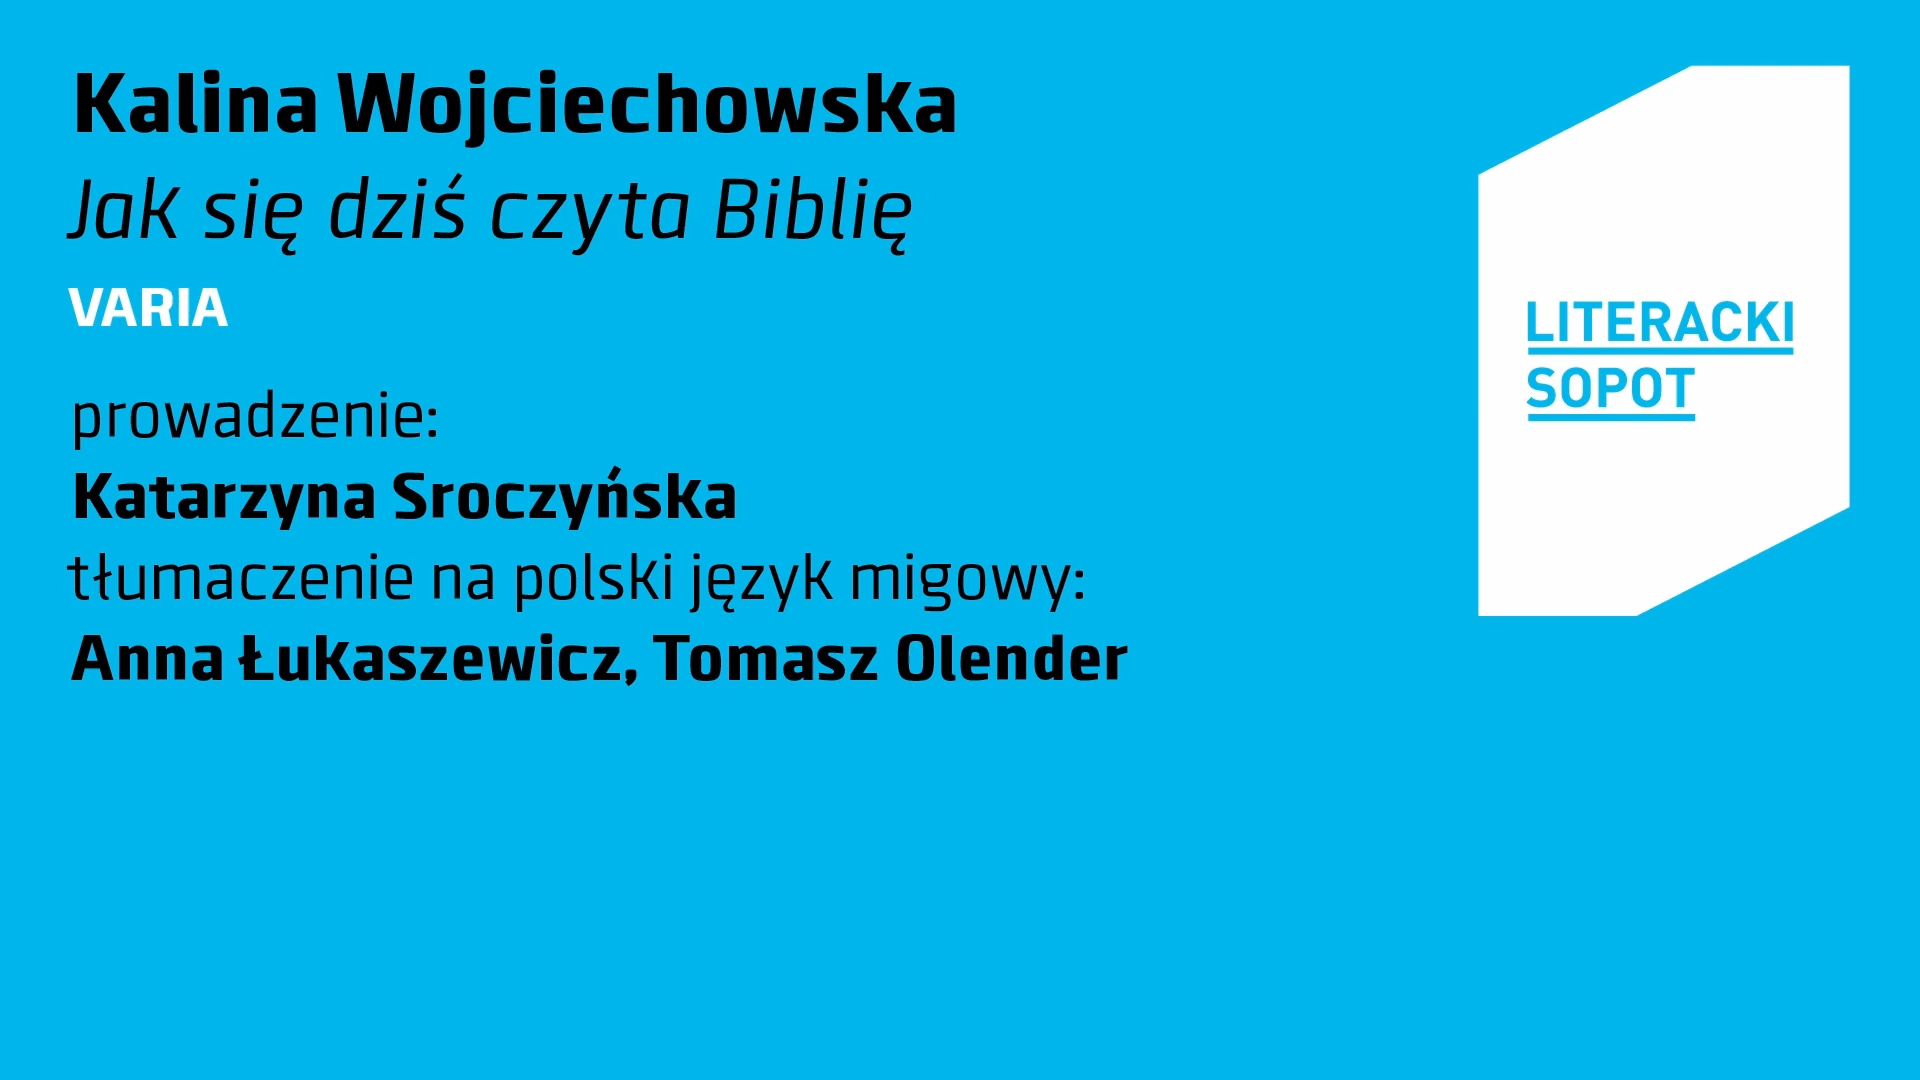 Kalina Wojciechowska
Jak się dziś czyta Biblię
VARIA
prowadzenie:
Katarzyna Sroczyńska
tłumaczenie na polski język migowy:
Anna Łukaszewicz, Tomasz Olender
LITERACKI
SOPOT